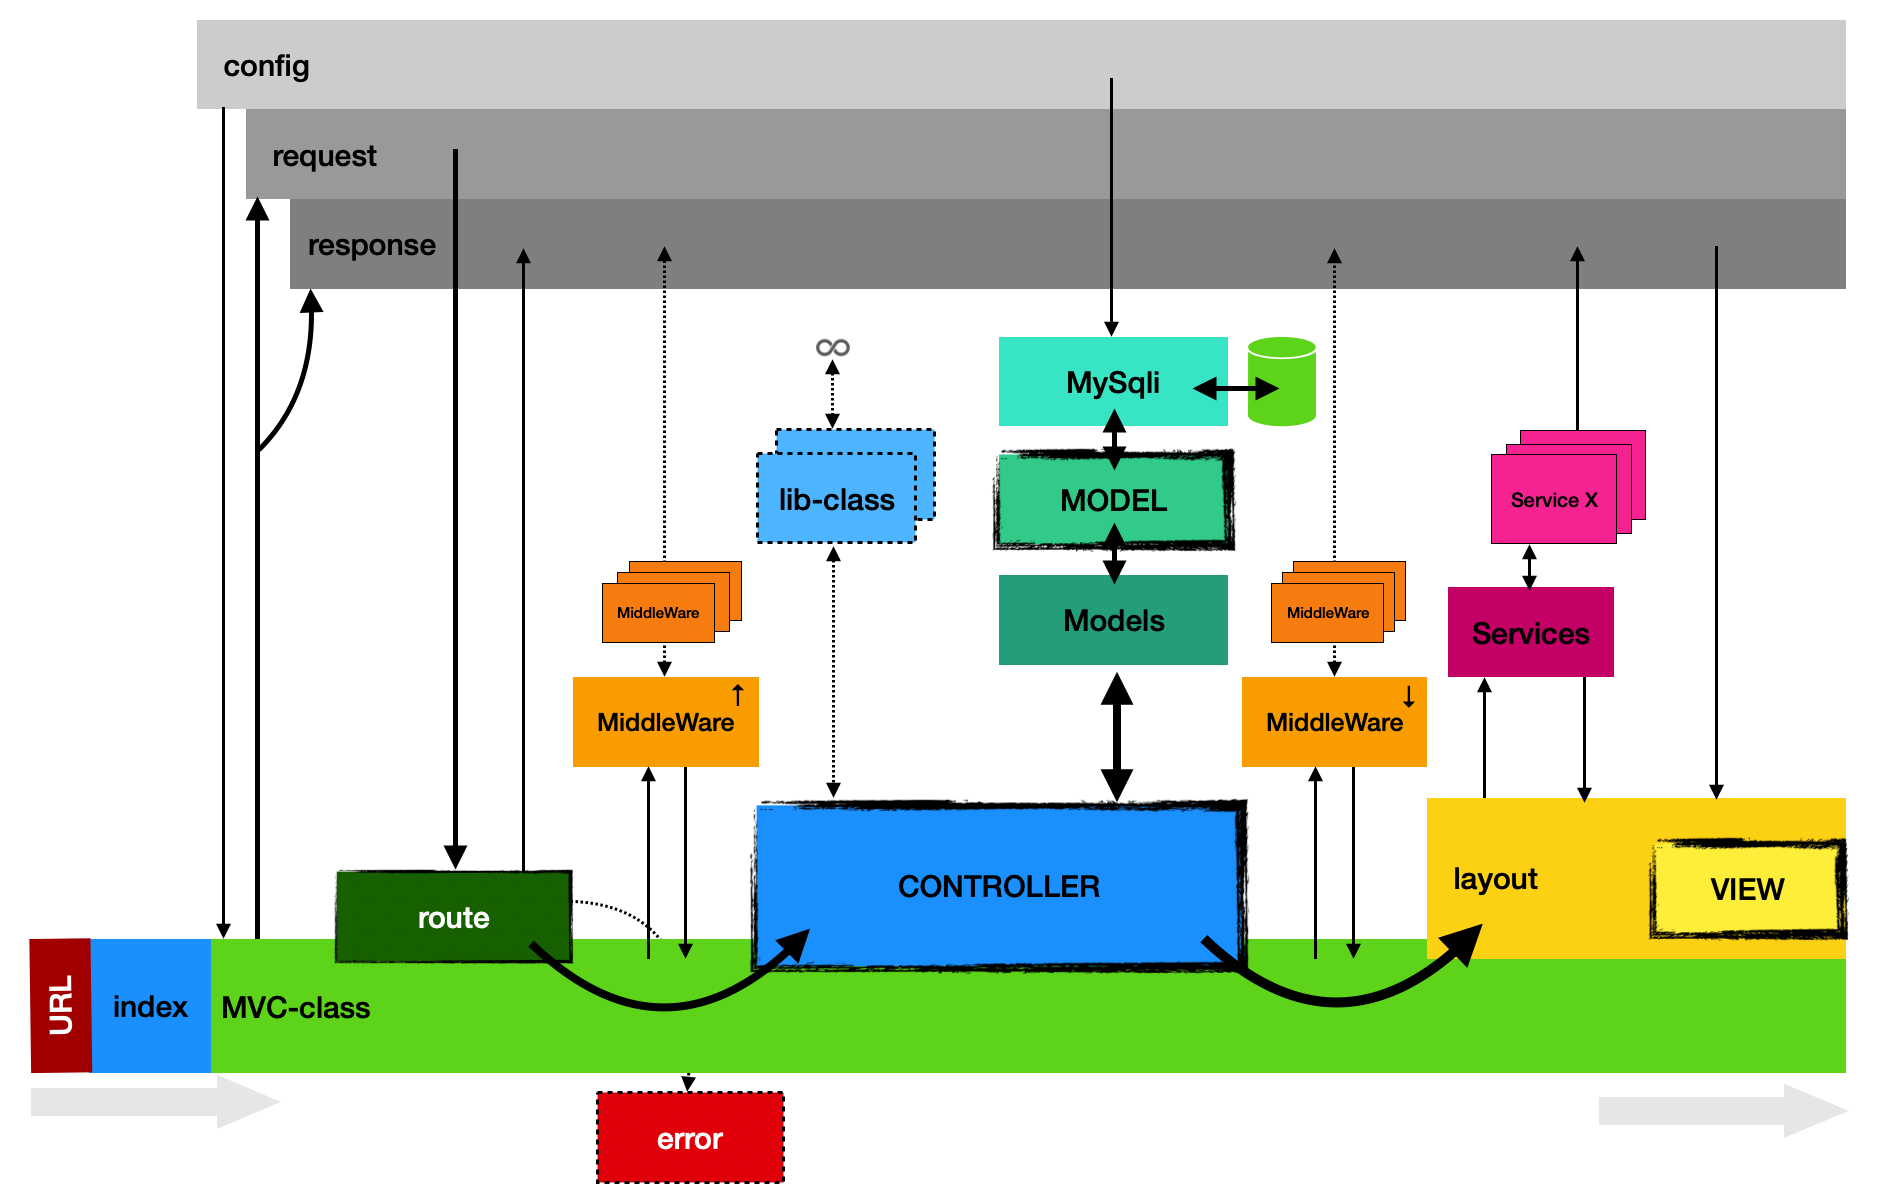 config
request
response
∞
MySqli
lib-class
MODEL
Service X
MiddleWare
MiddleWare
Models
Services
MiddleWare ↑
MiddleWare ↓
CONTROLLER
layout
VIEW
route
URL
index
MVC-class
error